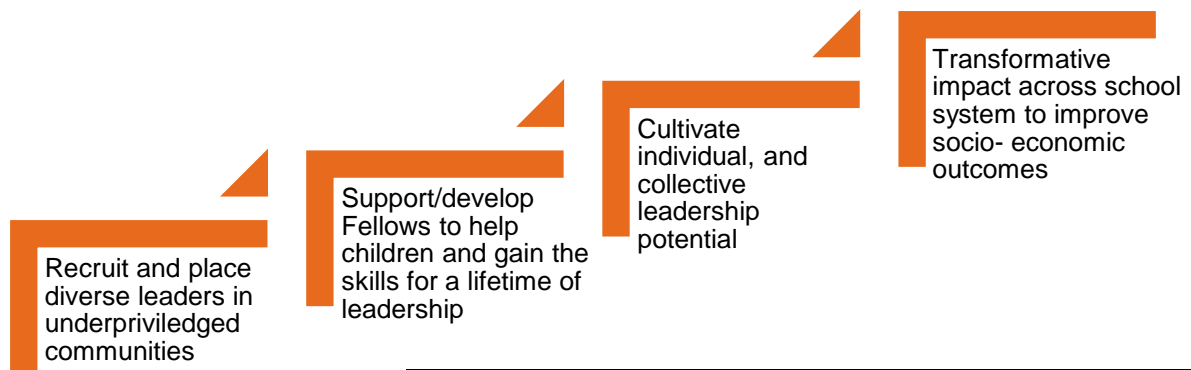 Recruit and place
diverse leaders in
underpriviledged
communities
Support/develop
Fellows to help
children and gain the
skills for a lifetime of
leadership
Cultivate
individual, and
collective
leadership
potential
Transformative
impact across school
system to improve
socio- economic
outcomes